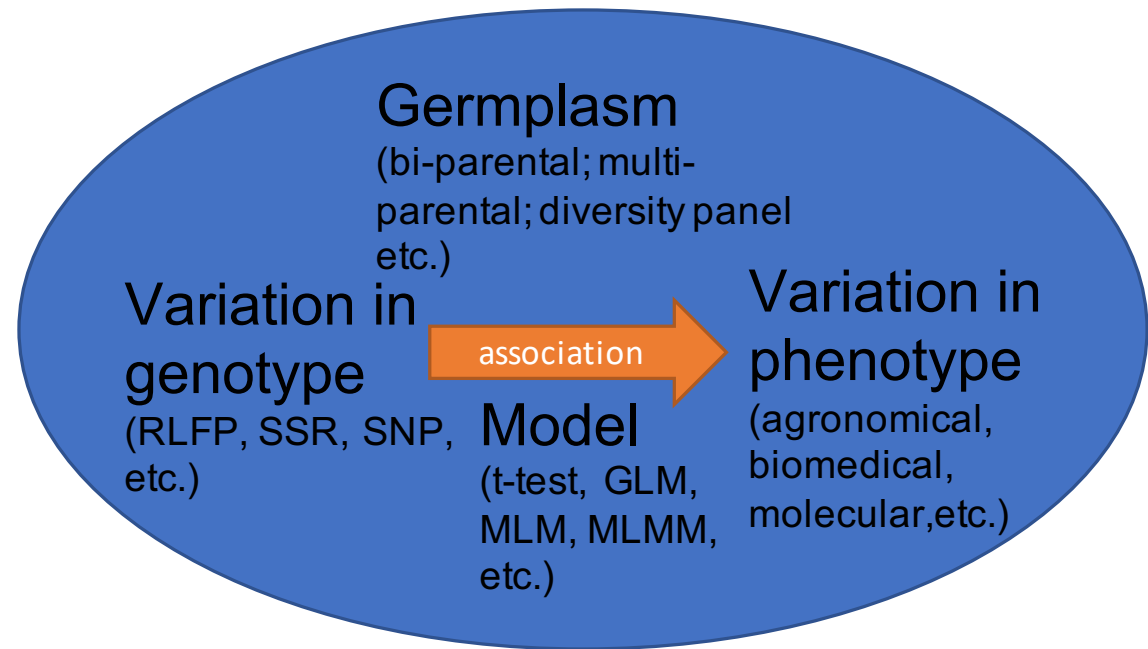 Germplasm
(bi-parental; multi-
parental; diversity panel
etc.)
Variation in
genotype
(RLFP, SSR, SNP,
etc.)
association
Model
(t-test, GLM,
MLM, MLMM,
etc.)
Variation in
phenotype
(agronomical,
biomedical,
molecular,etc.)